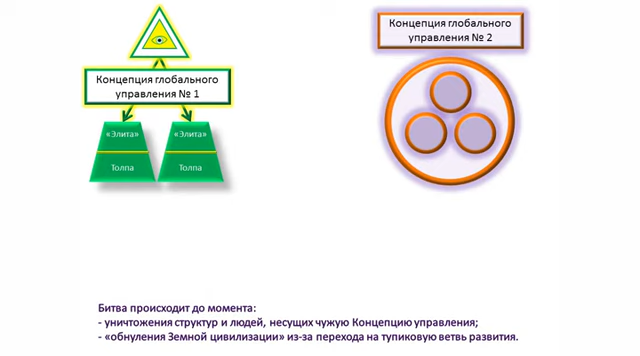 Концепция глобального
управления № 1
«Элита»
«Элита»
Толпа
Толпа
Концепция глобального
управления № 2
Битва происходит до момента:
- уничтожения структур и людей, несущих чужую Концепцию управления;
- «обнуления Земной цивилизации» из-за перехода на тупиковую ветвь развития.